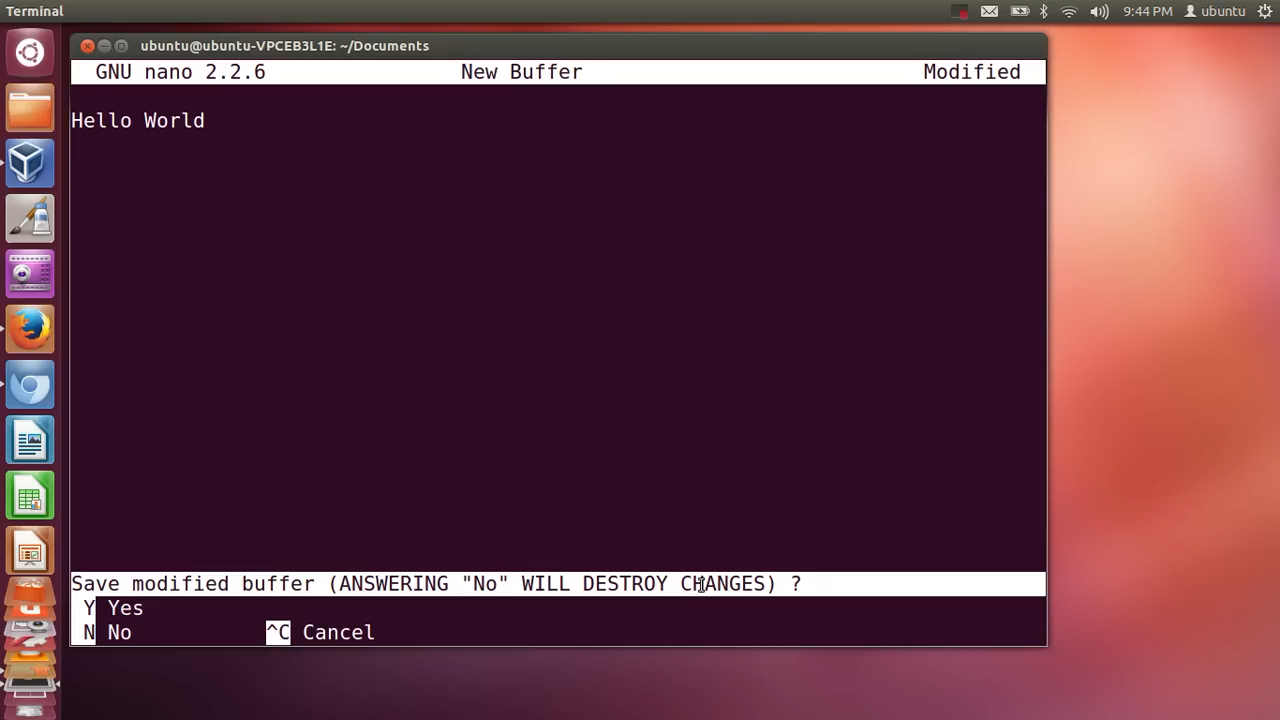 Terminal
9:44 PM
ubuntu
ubuntu@ubuntu-VPCEB3L1E: ~/Documents
GNU nano 2.2.6 New Buffer Modified
Hello World
Save modified buffer (ANSWERING "No" WILL DESTROY CHANGES) ?
Y Yes
N No ^C Cancel